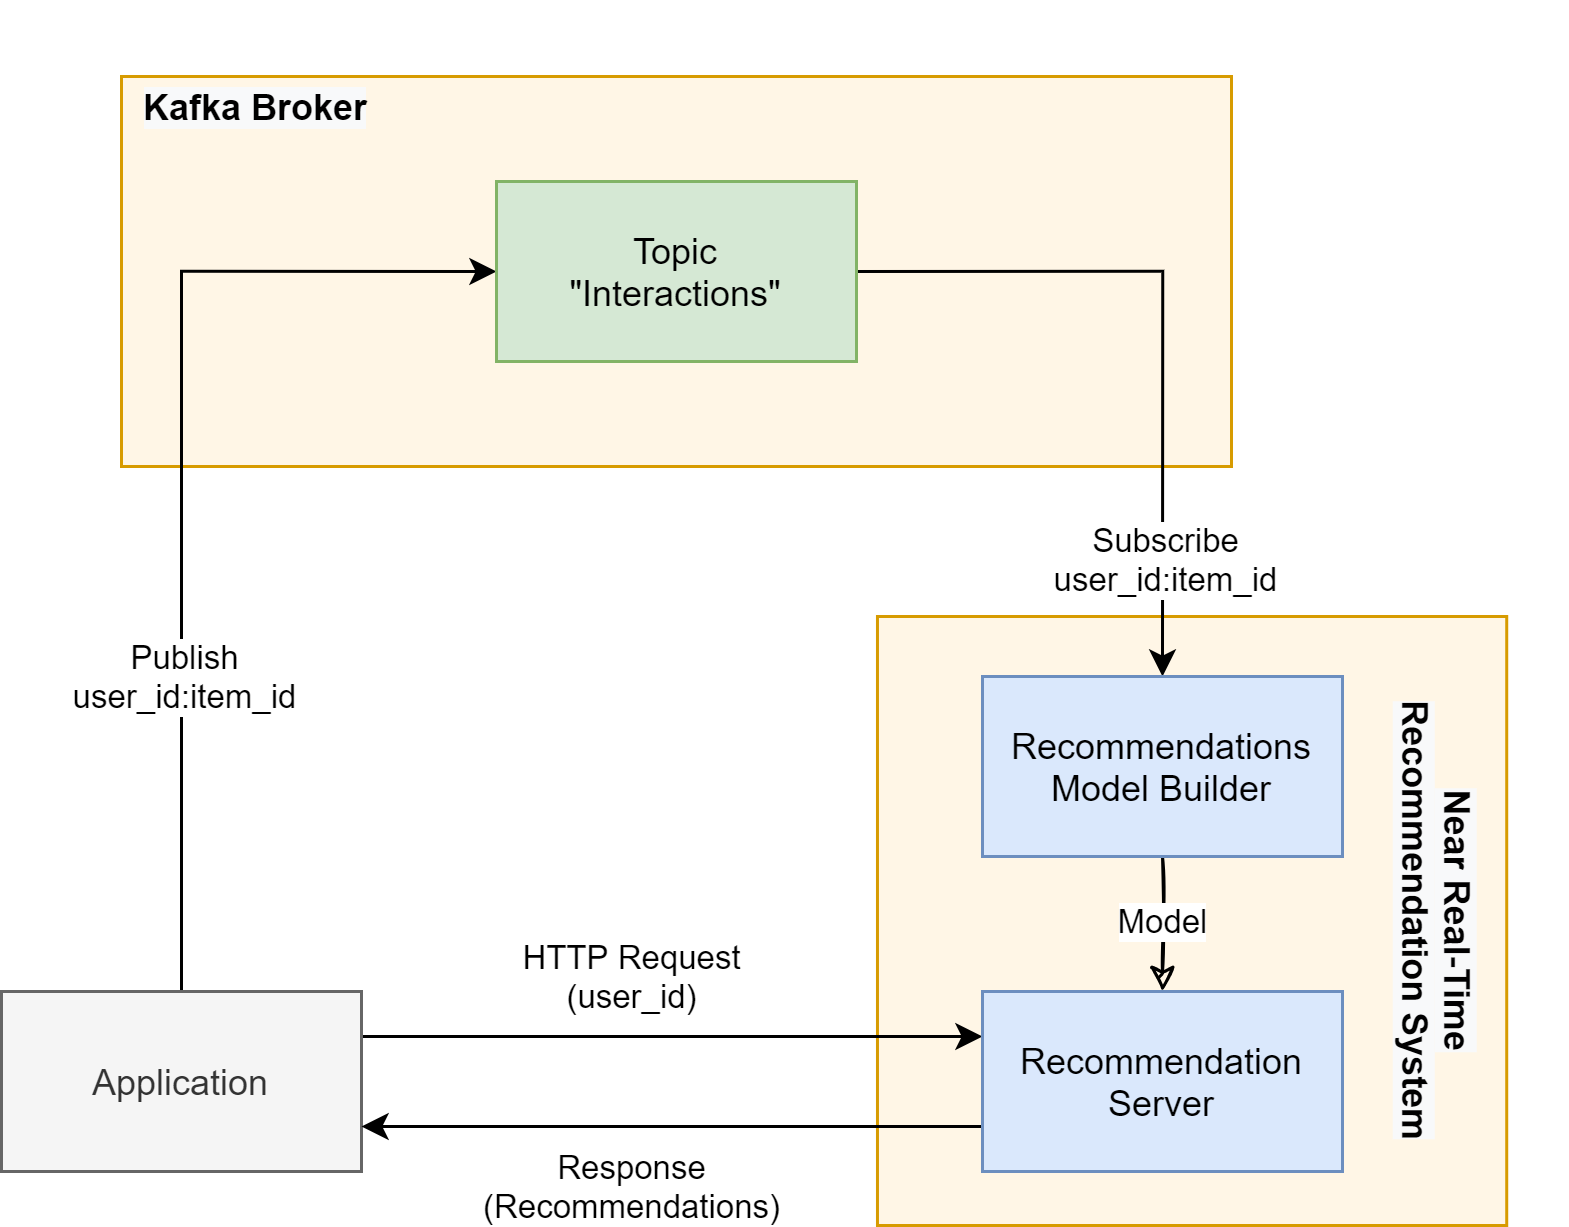 Kafka Broker
Topic
"Interactions"
Subscribe
user_id:item_id
Publish
user_id:item_id
Recommendations
Model Builder
Near Real-Time
Recommendation System
Model
HTTP Request
(user_id)
Application
Recommendation
Server
Response
(Recommendations)